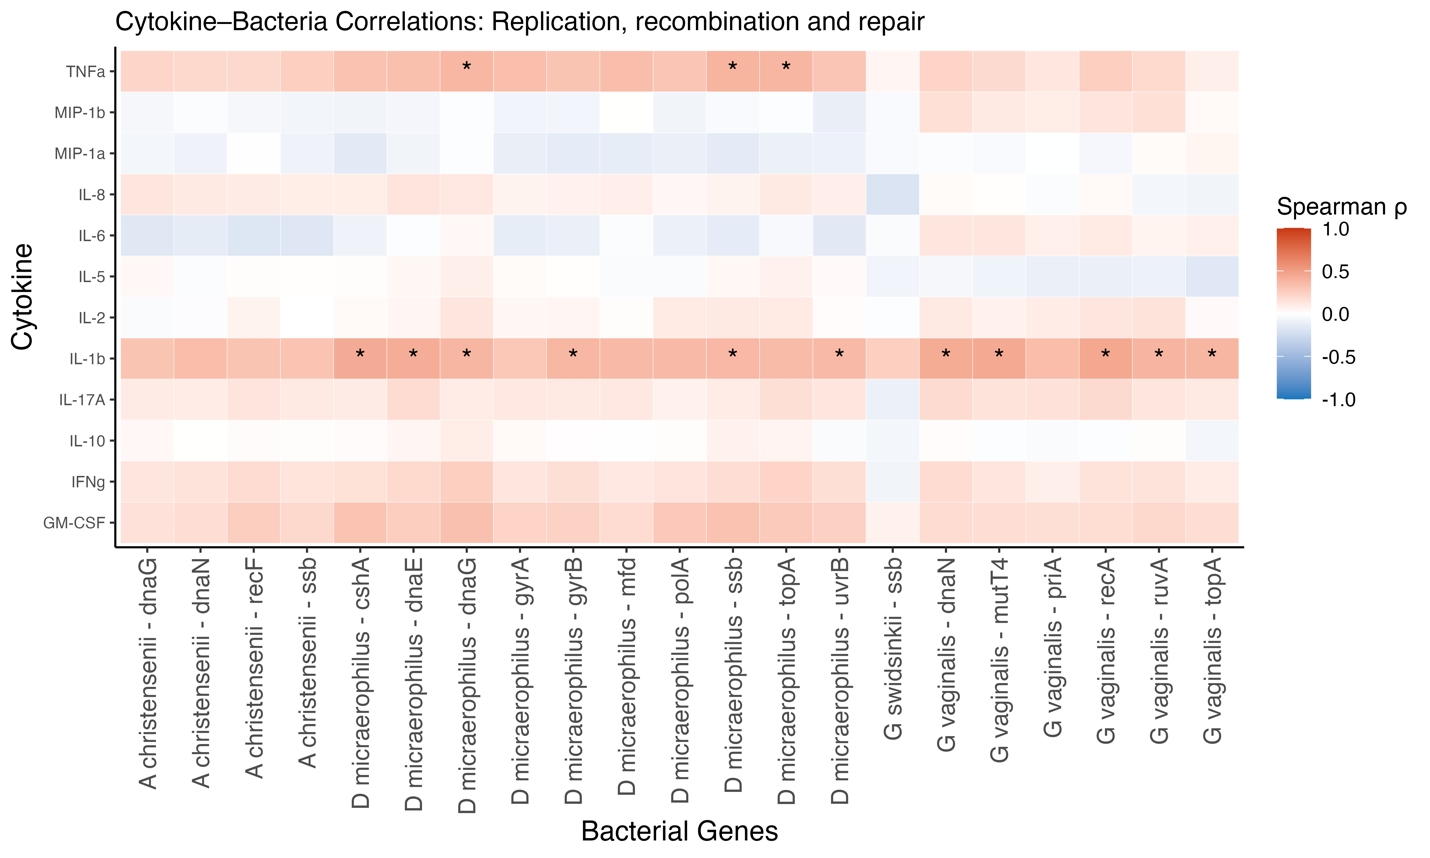 Cytokine–Bacteria Correlations: Replication, recombination and repair
Cytokine
TNFa
MIP-1b
MIP-1a
IL-8
IL-6
IL-5
IL-2
IL-1b
IL-17A
IL-10
IFNg
GM-CSF
* * *
* * * * * * * * * * *
A christensenii - dnaG
A christensenii - dnaN
A christensenii - recF
A christensenii - ssb
D micraerophilus - cshA
D micraerophilus - dnaE
D micraerophilus - dnaG
D micraerophilus - gyrA
D micraerophilus - gyrB
D micraerophilus - mfd
D micraerophilus - polA
D micraerophilus - ssb
D micraerophilus - topA
D micraerophilus - uvrB
G swidsinkii - ssb
G vaginalis - dnaN
G vaginalis - mutT4
G vaginalis - priA
G vaginalis - recA
G vaginalis - ruvA
G vaginalis - topA
Bacterial Genes
Spearman ρ
1.0
0.5
0.0
-0.5
-1.0